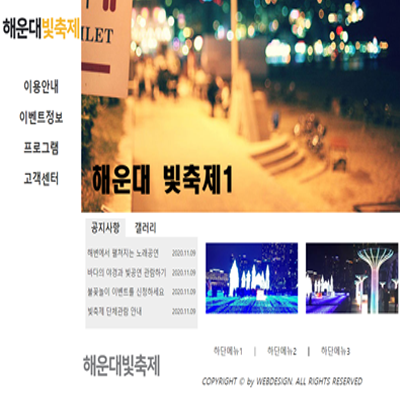 해운대빛축제
이용안내
이벤트정보
프로그램
고객센터
ILET
해운대 빛축제1
공지사항 갤러리
해변에서 펼쳐지는 노래공연 2020.11.09
바다의 야경과 빛공연 관람하기 2020.11.09
불꽃놀이 이벤트를 신청하세요 2020.11.09
빛축제 단체관람 안내 2020.11.09
해운대빛축제
하단메뉴1 | 하단메뉴2 | 하단메뉴3
COPYRIGHT © by WEBDESIGN. ALL RIGHTS RESERVED